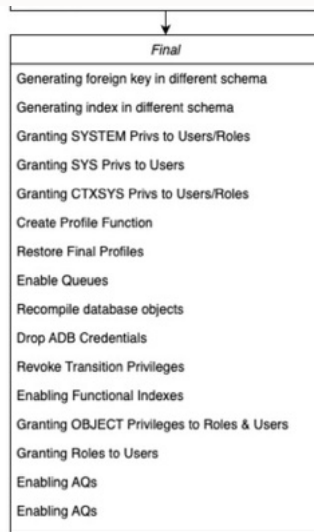 Final
Generating foreign key in different schema
Generating index in different schema
Granting SYSTEM Privs to Users/Roles
Granting SYS Privs to Users
Granting CTXSYS Privs to Users/Roles
Create Profile Function
Restore Final Profiles
Enable Queues
Recompile database objects
Drop ADB Credentials
Revoke Transition Privileges
Enabling Functional Indexes
Granting OBJECT Privileges to Roles & Users
Granting Roles to Users
Enabling AQs
Enabling AQs